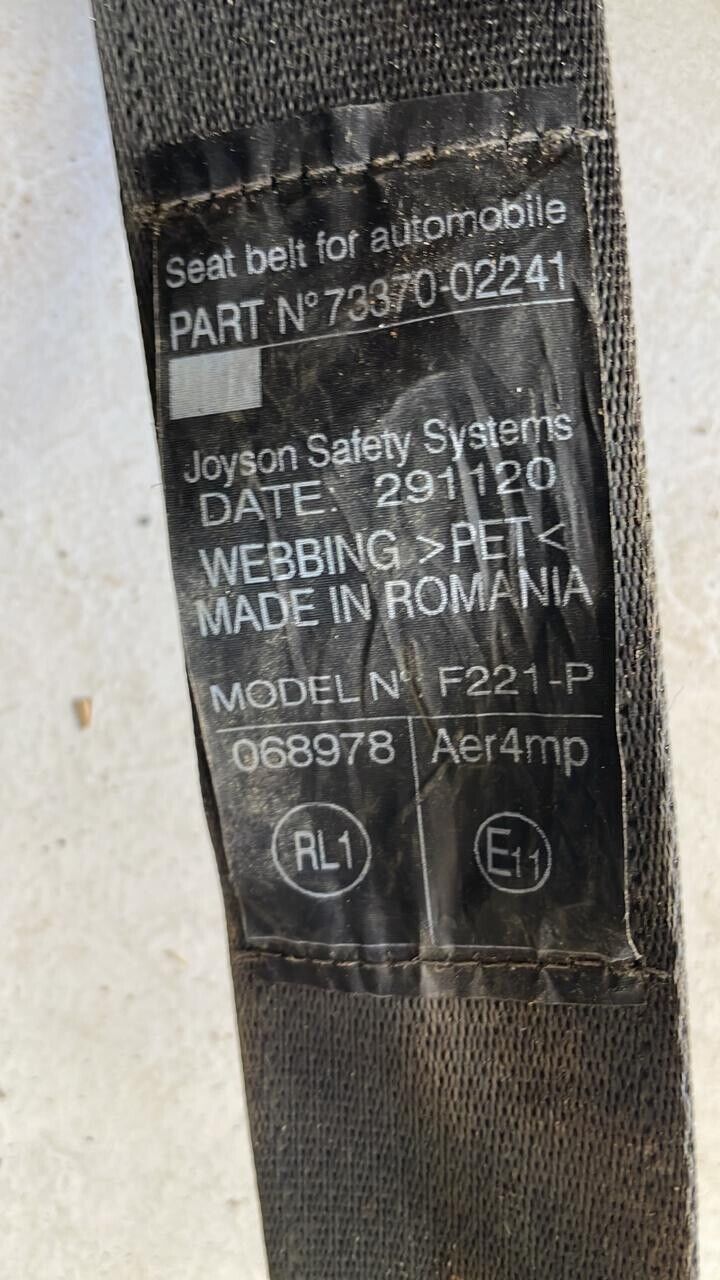 Seat belt for automobile
PART N° 73370-02241
Joyson Safety Systems
DATE: 291120
WEBBING >PET<
MADE IN ROMANIA
MODEL N°: F221-P
068978 Aer4mp
RL1 E11